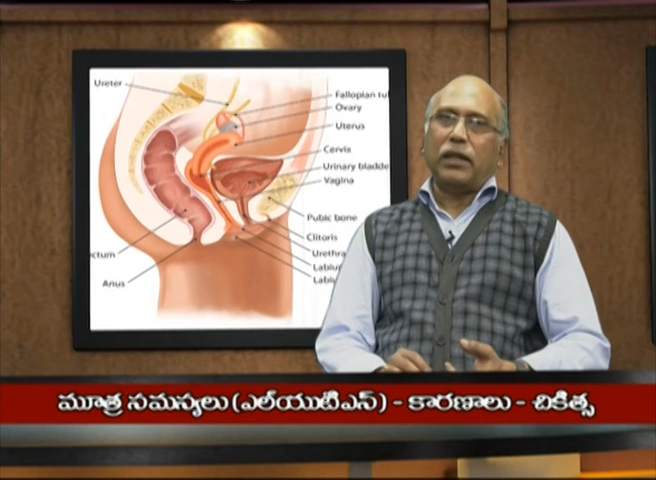 Ureter
Fallopian tu
Ovary
Uterus
Cervix
Urinary bladde
Vagina
Pubic bone
Clitoris
Urethra
Labiu
Labiu
ctum
Anus
మూత్ర సమస్యలు (ఎల్‌యుటిఎస్) - కారణాలు - చికిత్స